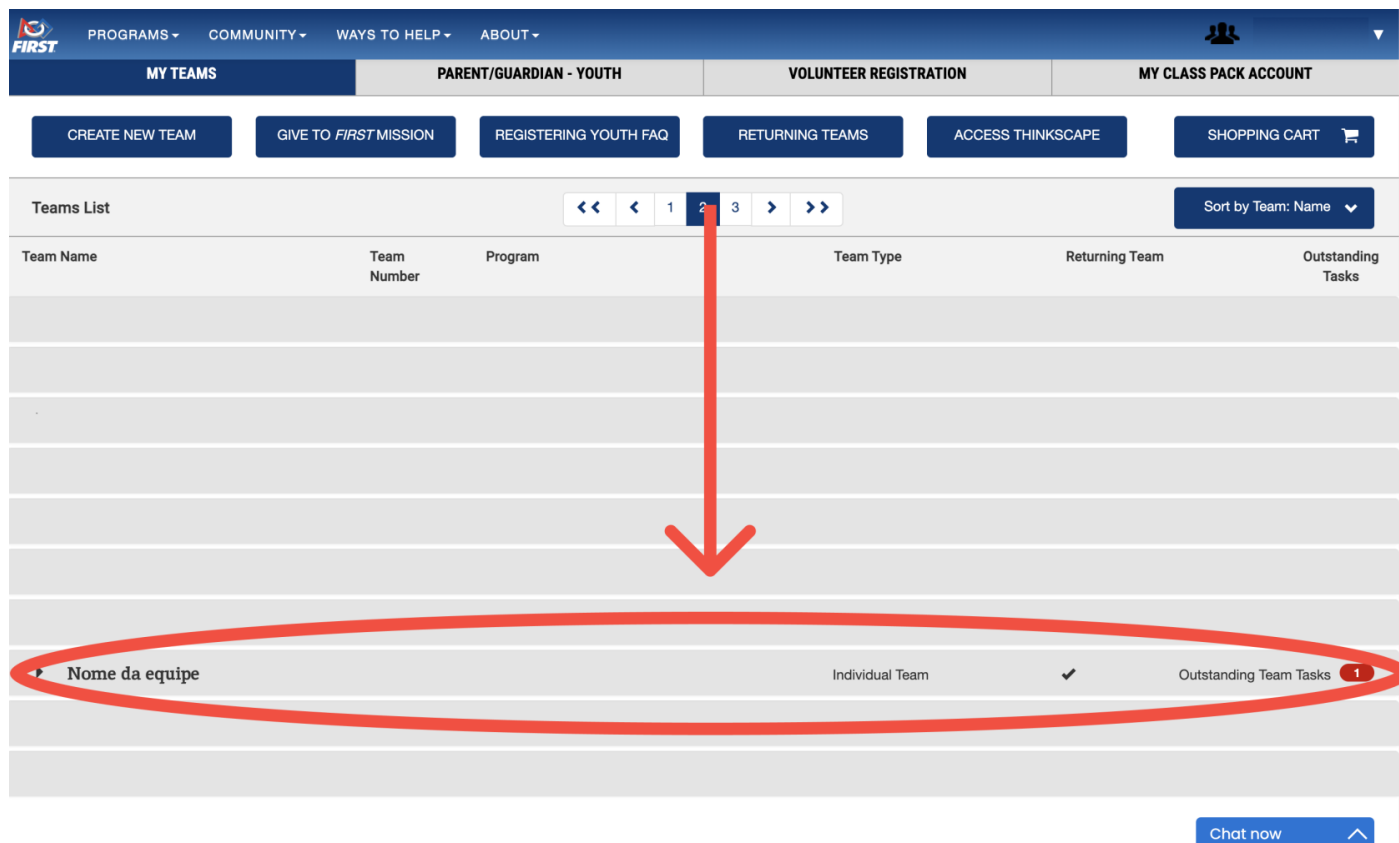 FIRST
PROGRAMS COMMUNITY WAYS TO HELP ABOUT
MY TEAMS PARENT/GUARDIAN - YOUTH VOLUNTEER REGISTRATION MY CLASS PACK ACCOUNT
CREATE NEW TEAM GIVE TO FIRST MISSION REGISTERING YOUTH FAQ RETURNING TEAMS ACCESS THINKSCAPE SHOPPING CART
Teams List << < 1 2 3 > >> Sort by Team: Name
Team Name Team Program Team Type Returning Team Outstanding
Number Tasks
Nome da equipe Individual Team ✔ Outstanding Team Tasks 1
Chat now